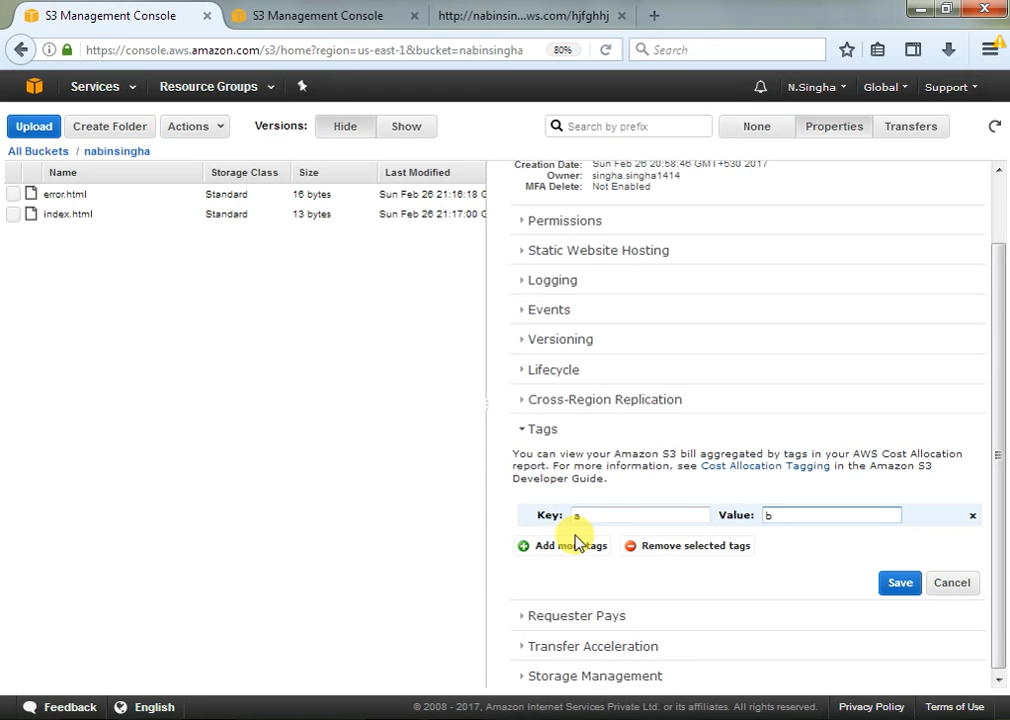 S3 Management Console
S3 Management Console
http://nabinsin...ws.com/hjfghhj
https://console.aws.amazon.com/s3/home?region=us-east-1&bucket=nabinsingha
80%
Search
Services
Resource Groups
N.Singha
Global
Support
Upload
Create Folder
Actions
Versions:
Hide
Show
Search by prefix
None
Properties
Transfers
All Buckets / nabinsingha
Name
Storage Class
Size
Last Modified
error.html
Standard
16 bytes
Sun Feb 26 21:16:18 G
index.html
Standard
13 bytes
Sun Feb 26 21:17:00 G
Creation Date: Sun Feb 26 20:58:46 GMT+530 2017
Owner: singha.singha1414
MFA Delete: Not Enabled
Permissions
Static Website Hosting
Logging
Events
Versioning
Lifecycle
Cross-Region Replication
Tags
You can view your Amazon S3 bill aggregated by tags in your AWS Cost Allocation
report. For more information, see Cost Allocation Tagging in the Amazon S3
Developer Guide.
Key: a Value: b x
Add more tags
Remove selected tags
Save
Cancel
Requester Pays
Transfer Acceleration
Storage Management
Feedback
English
© 2008 - 2017, Amazon Internet Services Private Ltd. or its affiliates. All rights reserved.
Privacy Policy
Terms of Use